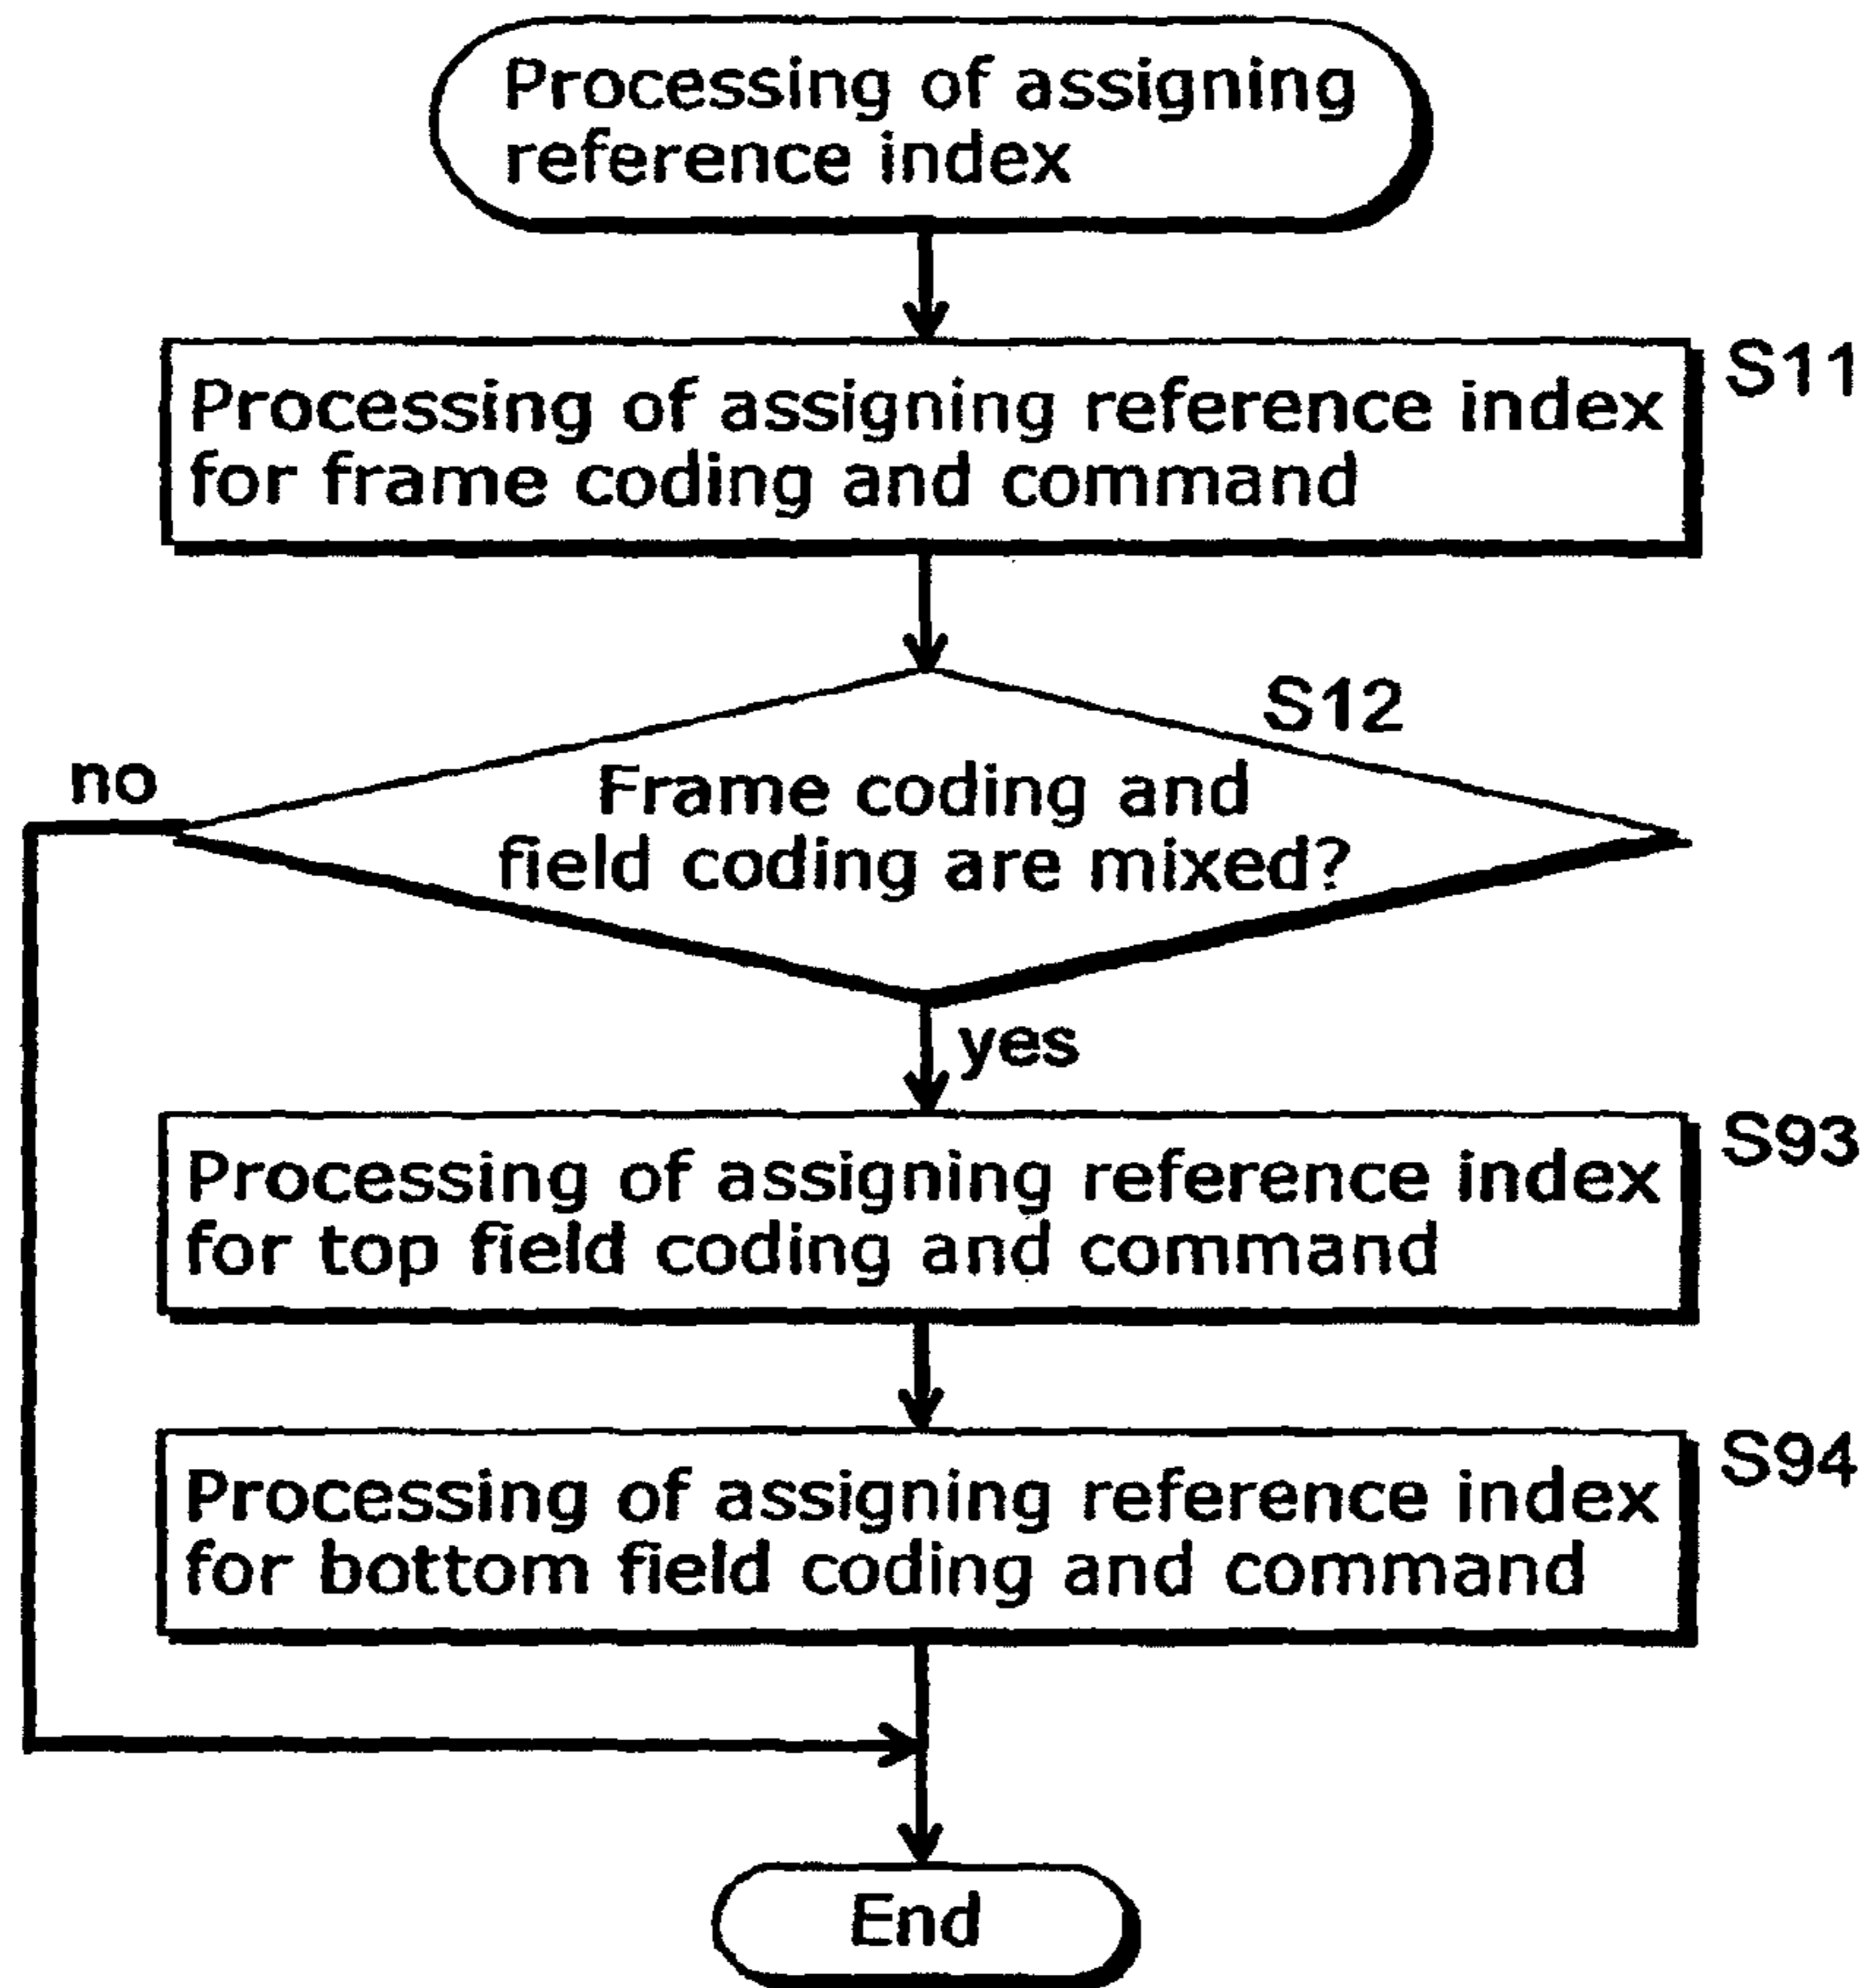 Processing of assigning
reference index
S11
Processing of assigning reference index
for frame coding and command
S12
no
Frame coding and
field coding are mixed?
yes
S93
Processing of assigning reference index
for top field coding and command
S94
Processing of assigning reference index
for bottom field coding and command
End